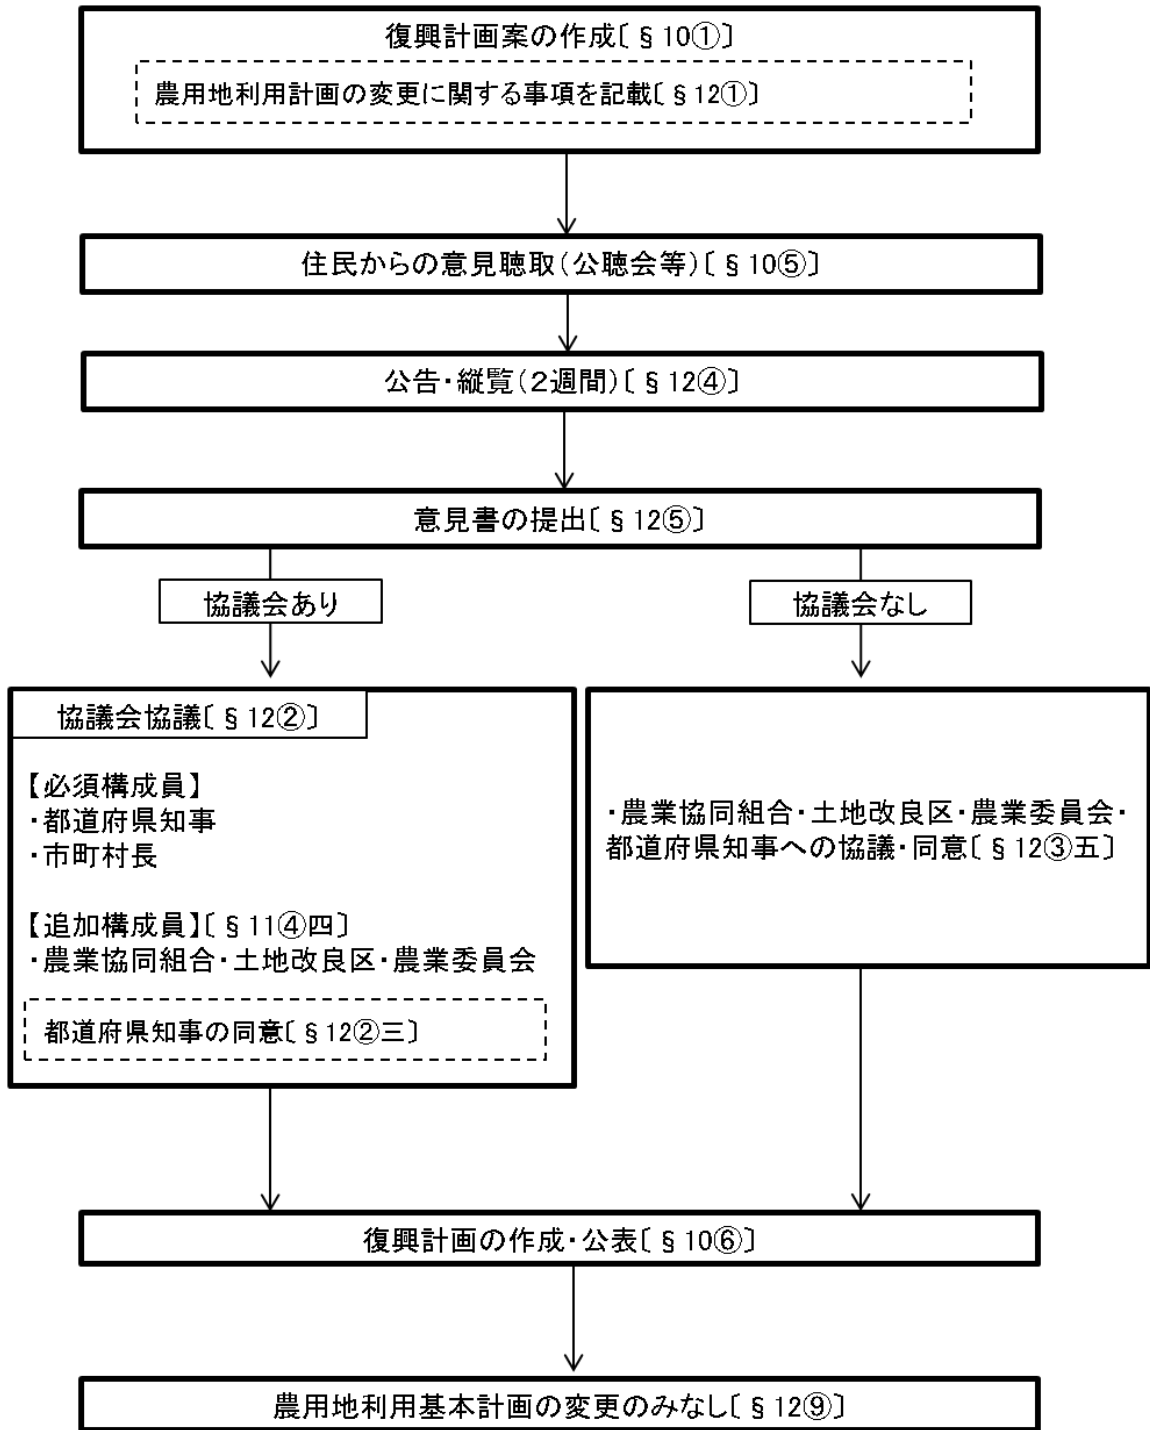 復興計画案の作成〔§10①〕
農用地利用計画の変更に関する事項を記載〔§12①〕
住民からの意見聴取(公聴会等)〔§10⑤〕
公告・縦覧(2週間)〔§12④〕
意見書の提出〔§12⑤〕
協議会あり
協議会なし
協議会協議〔§12②〕
【必須構成員】
・都道府県知事
・市町村長
【追加構成員】〔§11④四〕
・農業協同組合・土地改良区・農業委員会
都道府県知事の同意〔§12②三〕
・農業協同組合・土地改良区・農業委員会・
都道府県知事への協議・同意〔§12③五〕
復興計画の作成・公表〔§10⑥〕
農用地利用基本計画の変更のみなし〔§12⑨〕